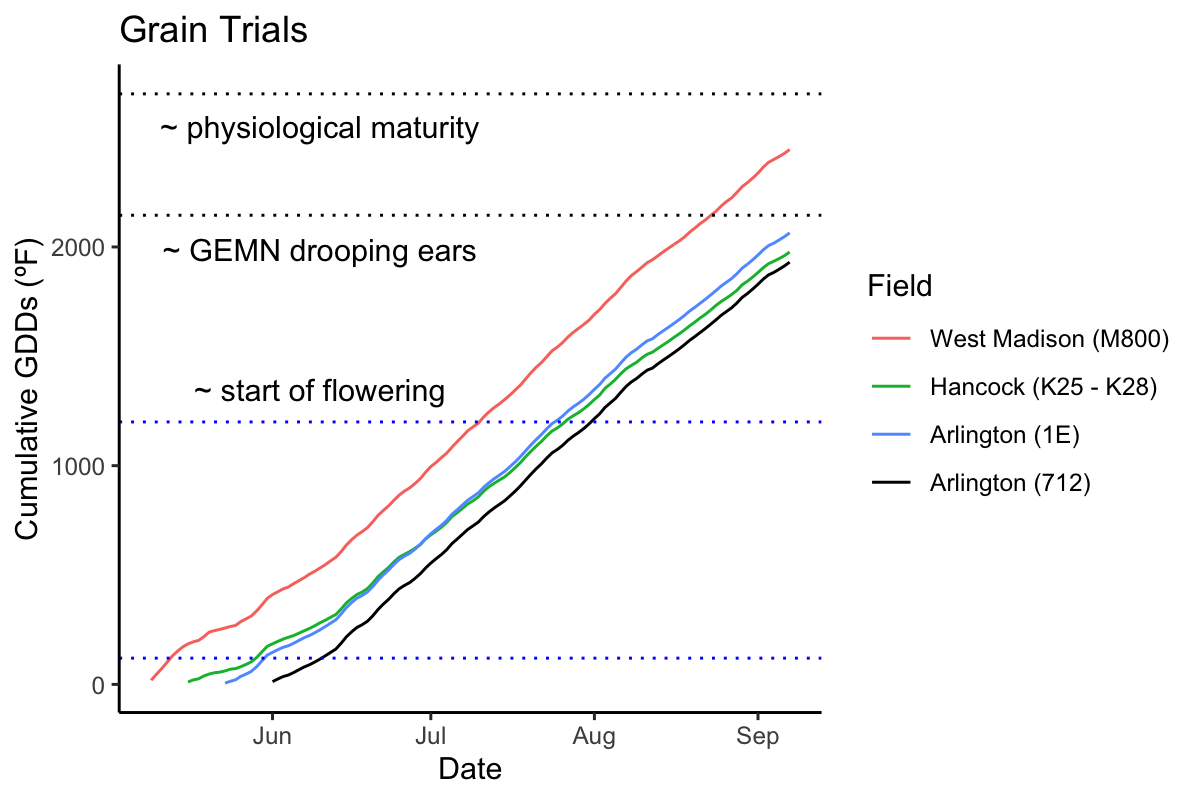 Grain Trials
~ physiological maturity
~ GEMN drooping ears
~ start of flowering
Cumulative GDDs (ºF)
2000
1000
0
Jun Jul Aug Sep
Date
Field
West Madison (M800)
Hancock (K25 - K28)
Arlington (1E)
Arlington (712)